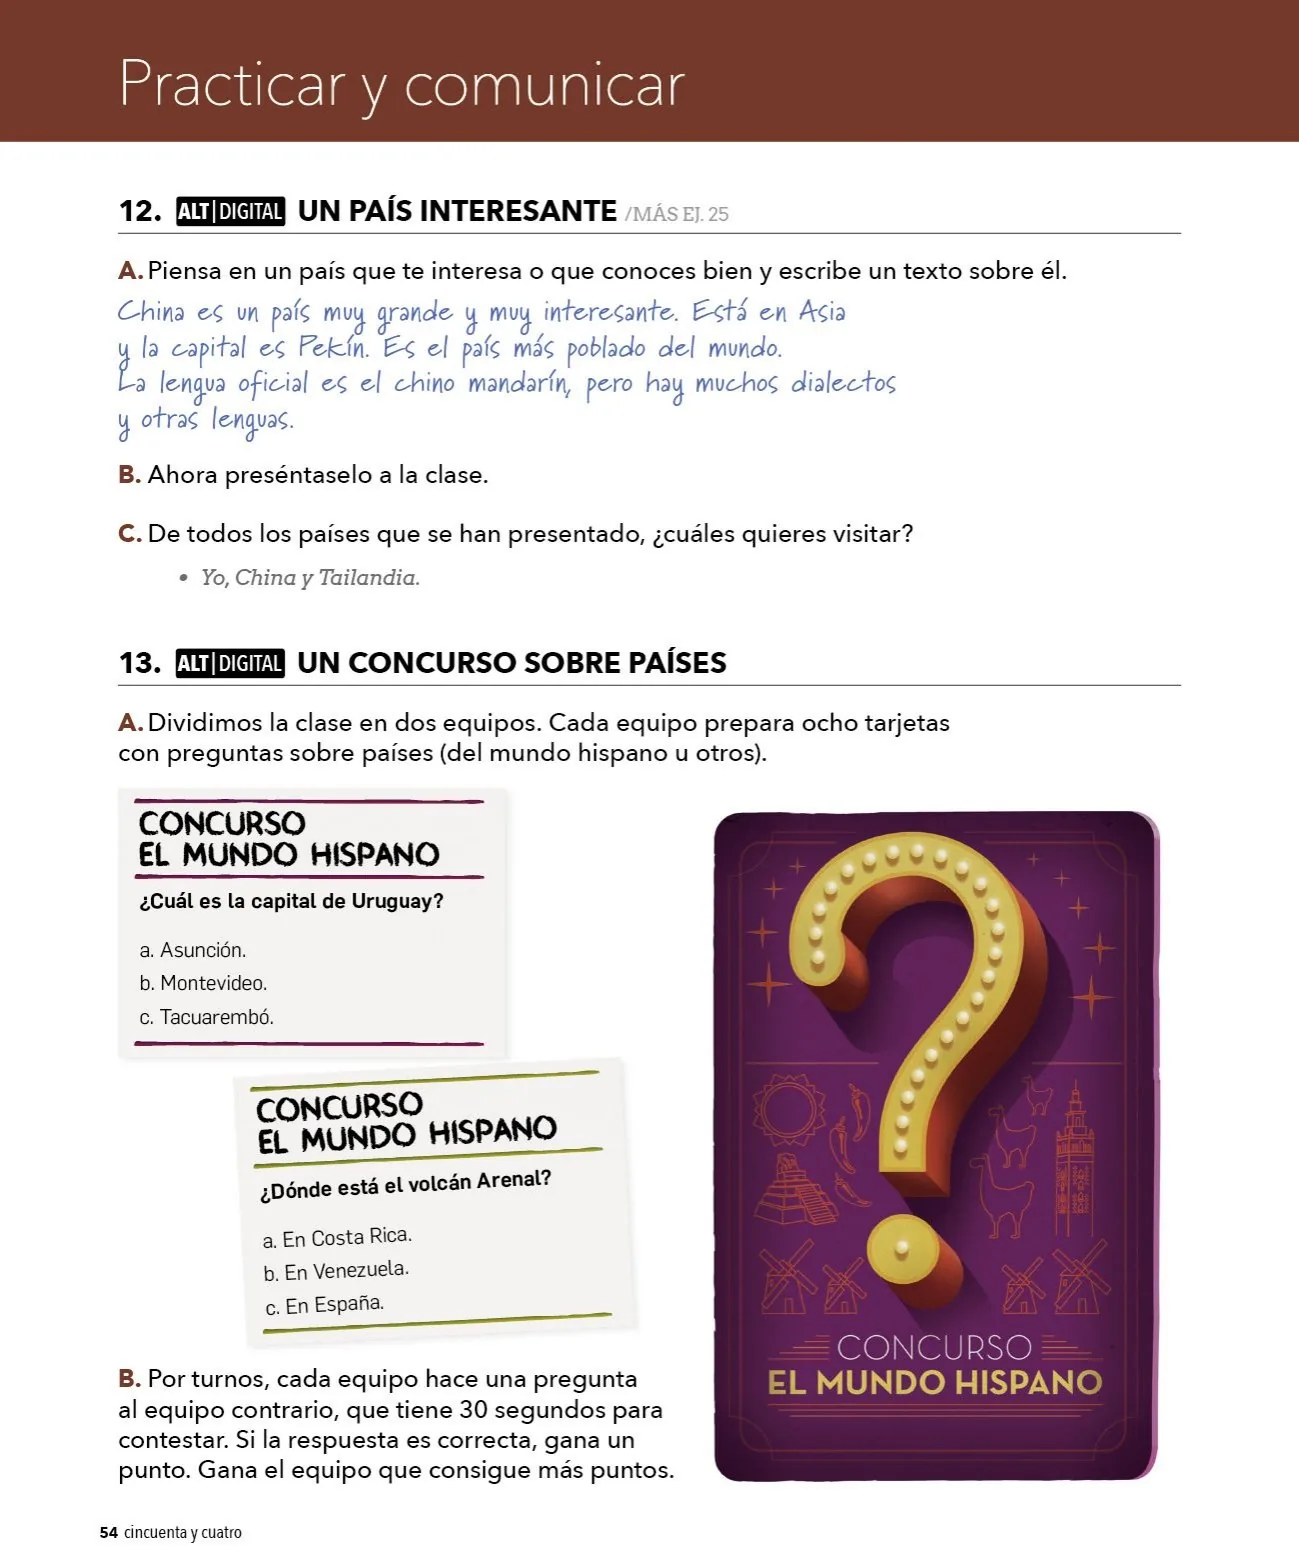 Practicar y comunicar
12. ALT|DIGITAL UN PAÍS INTERESANTE /MÁS EJ. 25
A. Piensa en un país que te interesa o que conoces bien y escribe un texto sobre él.
China es un país muy grande y muy interesante. Está en Asia
y la capital es Pekín. Es el país más poblado del mundo.
La lengua oficial es el chino mandarín, pero hay muchos dialectos
y otras lenguas.
B. Ahora preséntaselo a la clase.
C. De todos los países que se han presentado, ¿cuáles quieres visitar?
• Yo, China y Tailandia.
13. ALT|DIGITAL UN CONCURSO SOBRE PAÍSES
A. Dividimos la clase en dos equipos. Cada equipo prepara ocho tarjetas
con preguntas sobre países (del mundo hispano u otros).
CONCURSO
EL MUNDO HISPANO
¿Cuál es la capital de Uruguay?
a. Asunción.
b. Montevideo.
c. Tacuarembó.
CONCURSO
EL MUNDO HISPANO
¿Dónde está el volcán Arenal?
a. En Costa Rica.
b. En Venezuela.
c. En España.
?
CONCURSO
EL MUNDO HISPANO
B. Por turnos, cada equipo hace una pregunta
al equipo contrario, que tiene 30 segundos para
contestar. Si la respuesta es correcta, gana un
punto. Gana el equipo que consigue más puntos.
54 cincuenta y cuatro